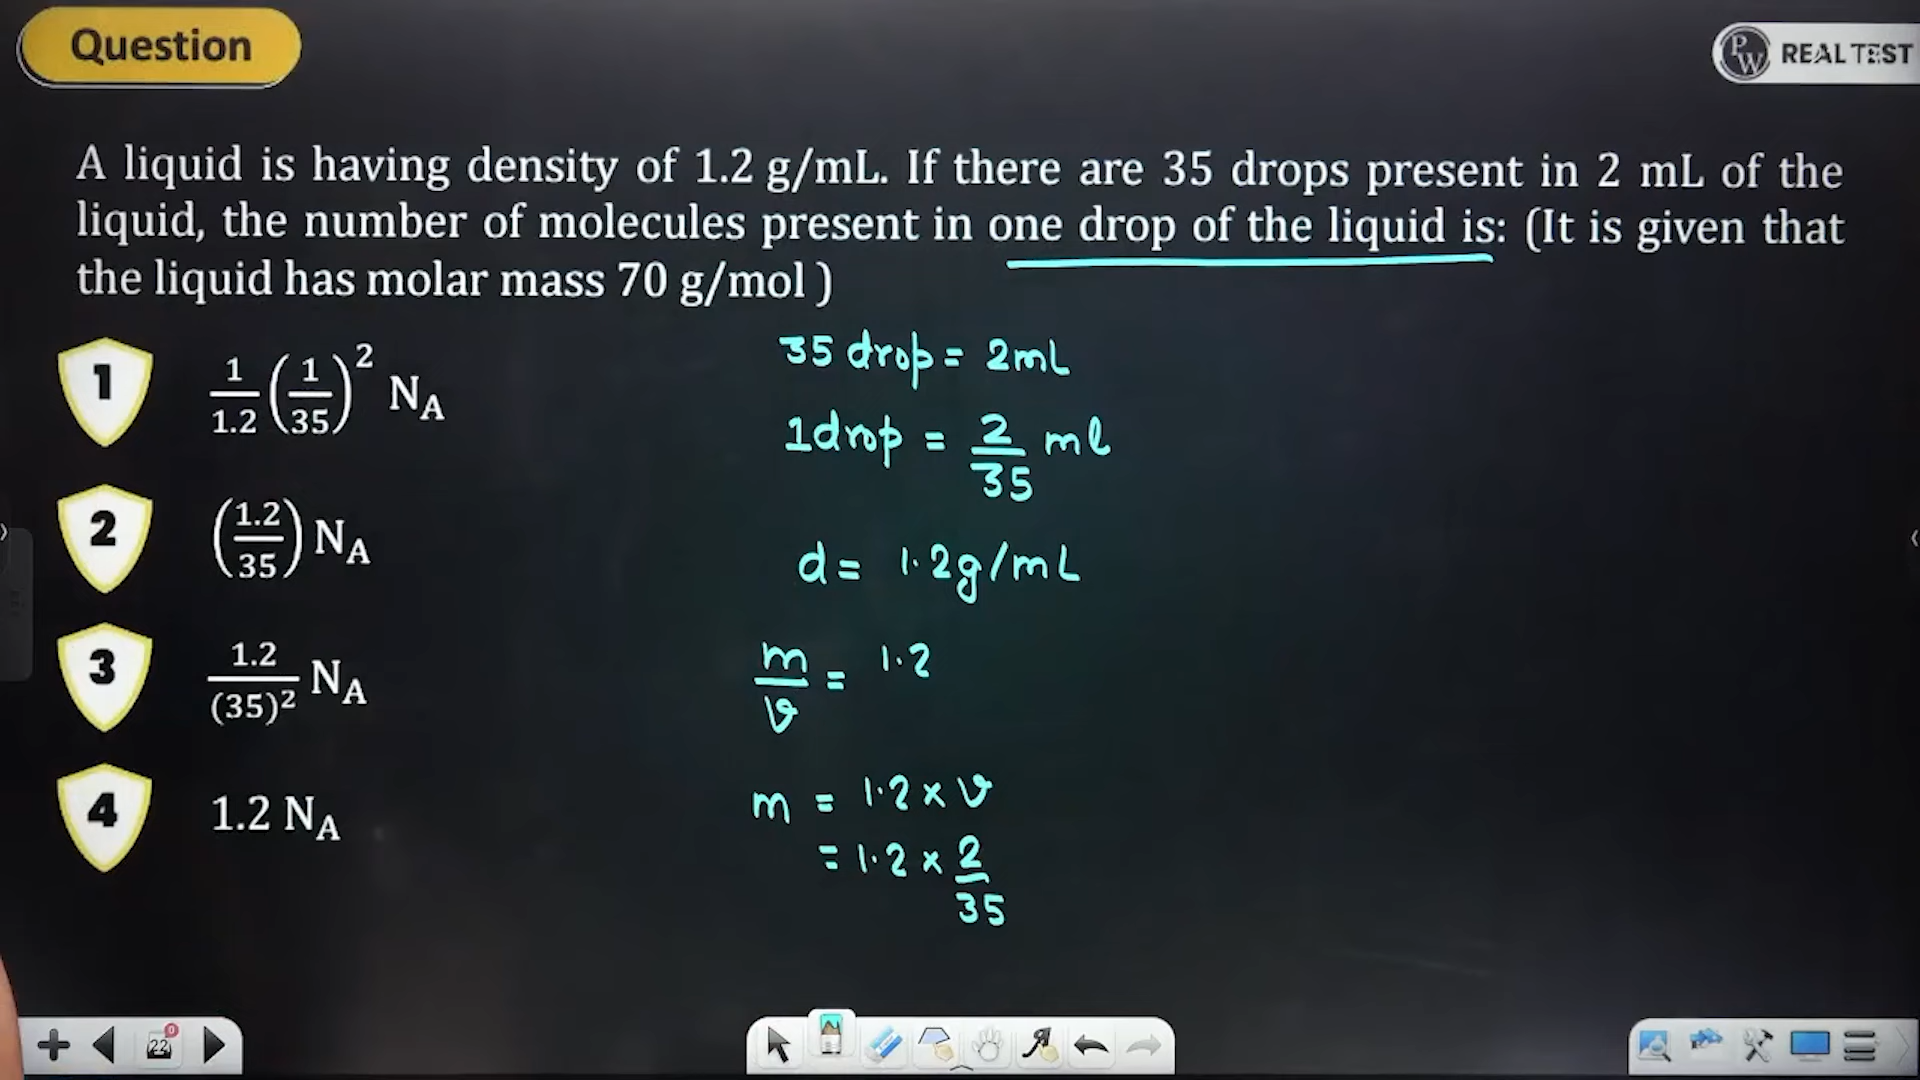 Question
PW REAL TEST
A liquid is having density of 1.2 g/mL. If there are 35 drops present in 2 mL of the
liquid, the number of molecules present in one drop of the liquid is: (It is given that
the liquid has molar mass 70 g/mol )
1 1/1.2 (1/35)² N_A
2 (1.2/35) N_A
3 1.2/(35)² N_A
4 1.2 N_A
35 drop = 2mL
1drop = 2/35 ml
d = 1.2g/mL
m/v = 1.2
m = 1.2 × v
= 1.2 × 2/35
22
0